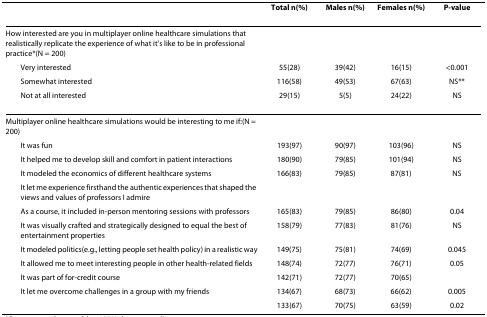 Total n(%) Males n(%) Females n(%) P-value
How interested are you in multiplayer online healthcare simulations that
realistically replicate the experience of what it's like to be in professional
practice*(N = 200)
Very interested 55(28) 39(42) 16(15) <0.001
Somewhat interested 116(58) 49(53) 67(63) NS**
Not at all interested 29(15) 5(5) 24(22) NS
Multiplayer online healthcare simulations would be interesting to me if:(N =
200)
It was fun 193(97) 90(97) 103(96) NS
It helped me to develop skill and comfort in patient interactions 180(90) 79(85) 101(94) NS
It modeled the economics of different healthcare systems 166(83) 79(85) 87(81) NS
It let me experience firsthand the authentic experiences that shaped the
views and values of professors I admire
As a course, it included in-person mentoring sessions with professors 165(83) 79(85) 86(80) 0.04
It was visually crafted and strategically designed to equal the best of 158(79) 77(83) 81(76) NS
entertainment properties
It modeled politics(e.g., letting people set health policy) in a realistic way 149(75) 75(81) 74(69) 0.045
It allowed me to meet interesting people in other health-related fields 148(74) 72(77) 76(71) 0.05
It was part of for-credit course 142(71) 72(77) 70(65)
It let me overcome challenges in a group with my friends 134(67) 68(73) 66(62) 0.005
133(67) 70(75) 63(59) 0.02